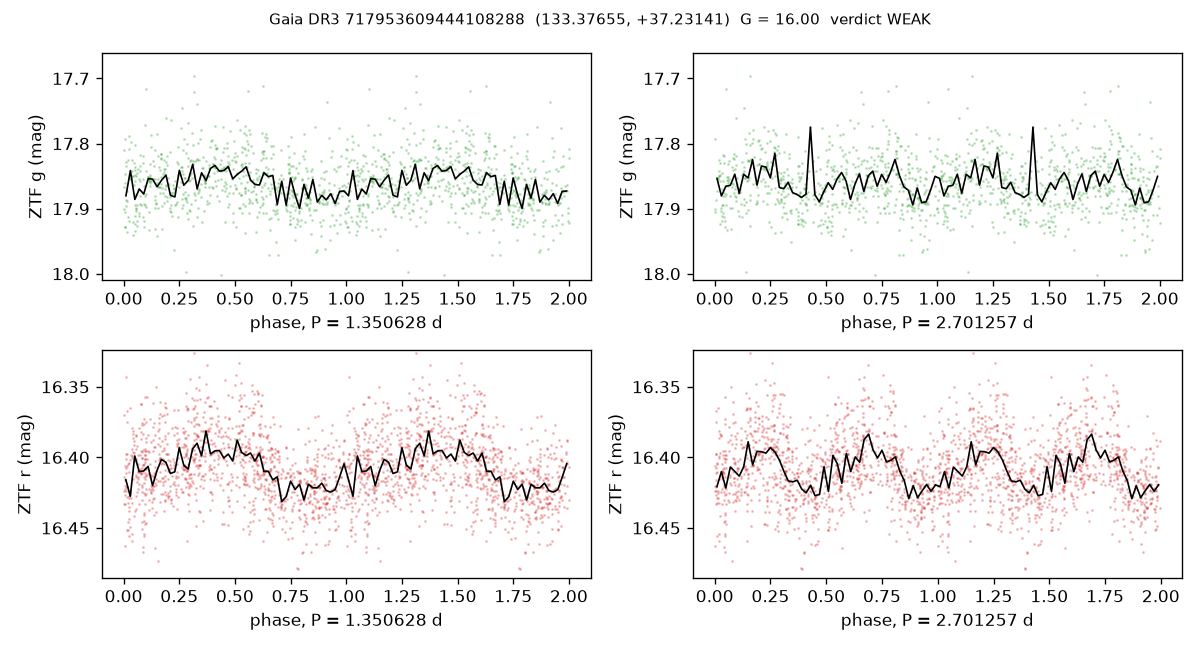 Gaia DR3 717953609444108288  (133.37655, +37.23141)  G = 16.00  verdict WEAK
17.7
17.8
17.9
18.0
ZTF g (mag)
0.00 0.25 0.50 0.75 1.00 1.25 1.50 1.75 2.00
phase, P = 1.350628 d
17.7
17.8
17.9
18.0
ZTF g (mag)
0.00 0.25 0.50 0.75 1.00 1.25 1.50 1.75 2.00
phase, P = 2.701257 d
16.35
16.40
16.45
ZTF r (mag)
0.00 0.25 0.50 0.75 1.00 1.25 1.50 1.75 2.00
phase, P = 1.350628 d
16.35
16.40
16.45
ZTF r (mag)
0.00 0.25 0.50 0.75 1.00 1.25 1.50 1.75 2.00
phase, P = 2.701257 d